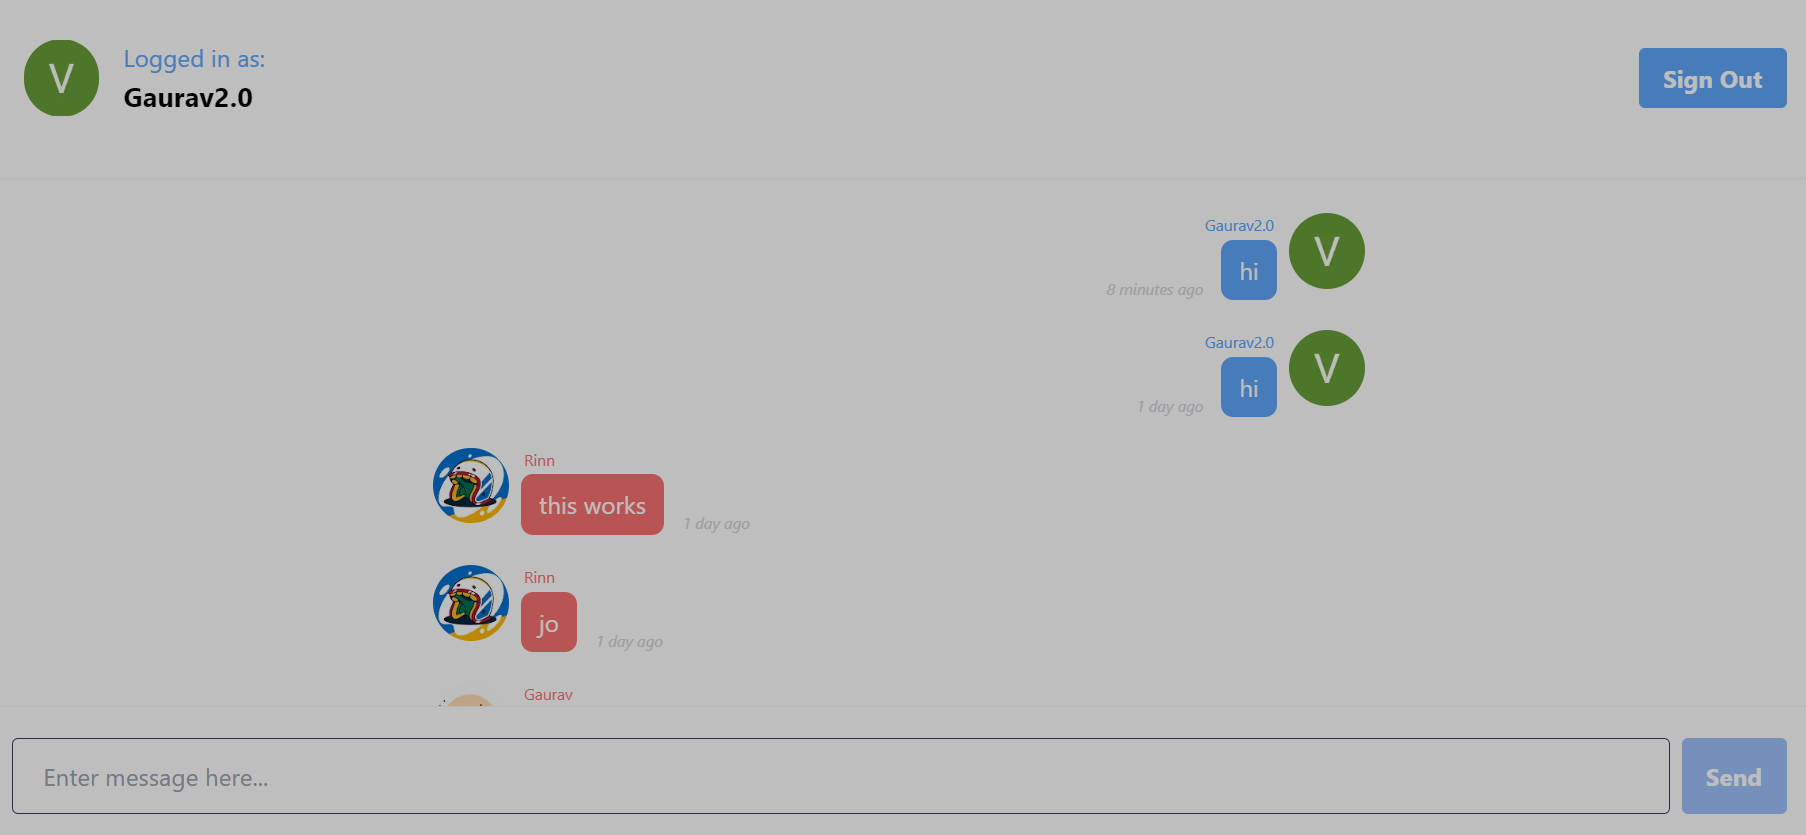 V
Logged in as:
Gaurav2.0
Sign Out
Gaurav2.0
V
hi
8 minutes ago
Gaurav2.0
V
hi
1 day ago
Rinn
this works
1 day ago
Rinn
jo
1 day ago
Gaurav
Enter message here...
Send